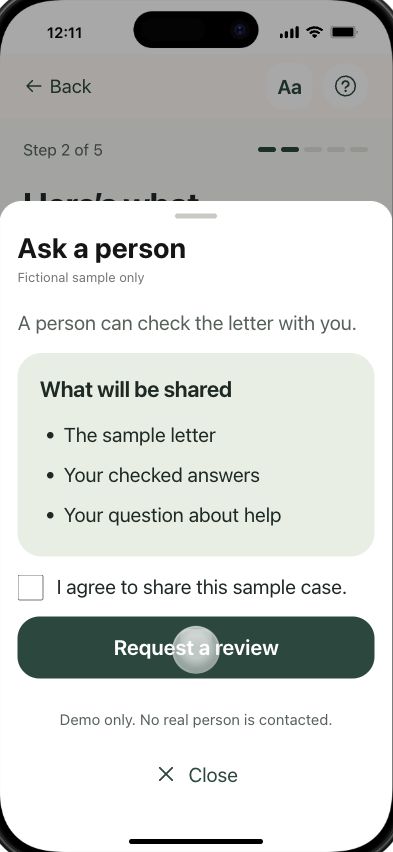 12:11
← Back
Aa
?
Step 2 of 5
Here's what
Ask a person
Fictional sample only
A person can check the letter with you.
What will be shared
• The sample letter
• Your checked answers
• Your question about help
I agree to share this sample case.
Request a review
Demo only. No real person is contacted.
× Close